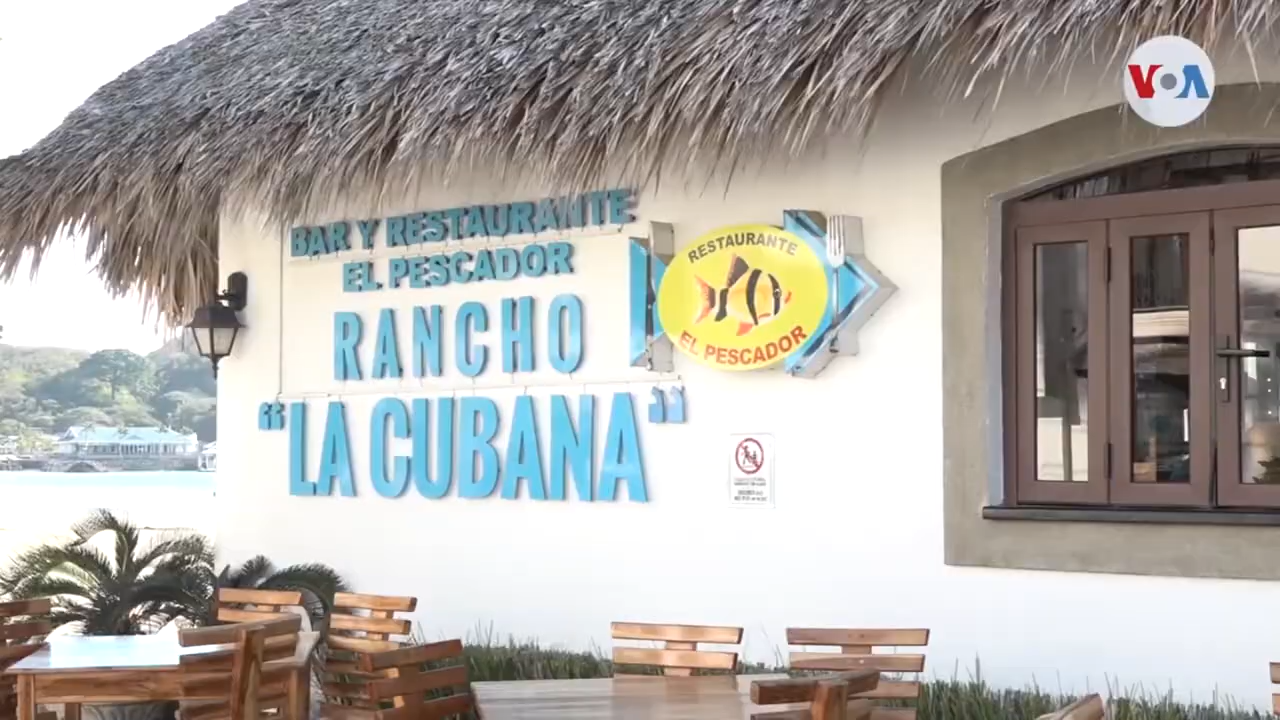 VOA
BAR Y RESTAURANTE
EL PESCADOR
RANCHO
"LA CUBANA"
RESTAURANTE
EL PESCADOR